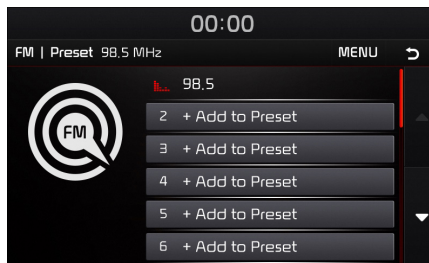 00:00
FM | Preset 98.5 MHz MENU
98.5
FM
2 + Add to Preset
3 + Add to Preset
4 + Add to Preset
5 + Add to Preset
6 + Add to Preset